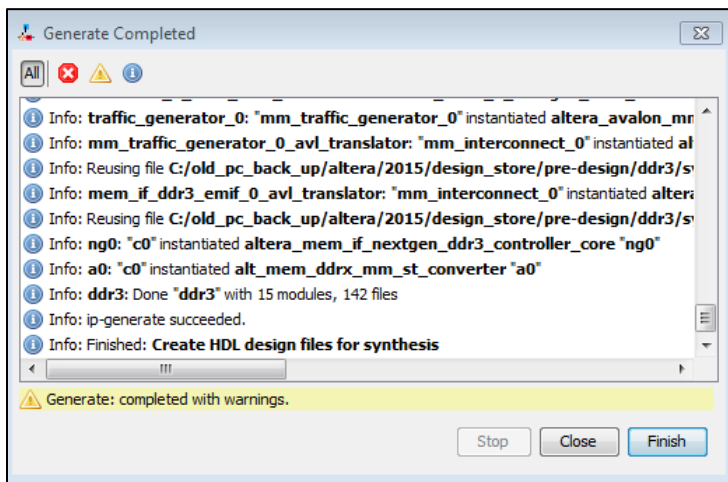 Generate Completed
All
Info: traffic_generator_0: "mm_traffic_generator_0" instantiated altera_avalon_mm
Info: mm_traffic_generator_0_avl_translator: "mm_interconnect_0" instantiated al
Info: Reusing file C:/old_pc_back_up/altera/2015/design_store/pre-design/ddr3/s
Info: mem_if_ddr3_emif_0_avl_translator: "mm_interconnect_0" instantiated altera
Info: Reusing file C:/old_pc_back_up/altera/2015/design_store/pre-design/ddr3/s
Info: ng0: "c0" instantiated altera_mem_if_nextgen_ddr3_controller_core "ng0"
Info: a0: "c0" instantiated alt_mem_ddrx_mm_st_converter "a0"
Info: ddr3: Done "ddr3" with 15 modules, 142 files
Info: ip-generate succeeded.
Info: Finished: Create HDL design files for synthesis
Generate: completed with warnings.
Stop Close Finish